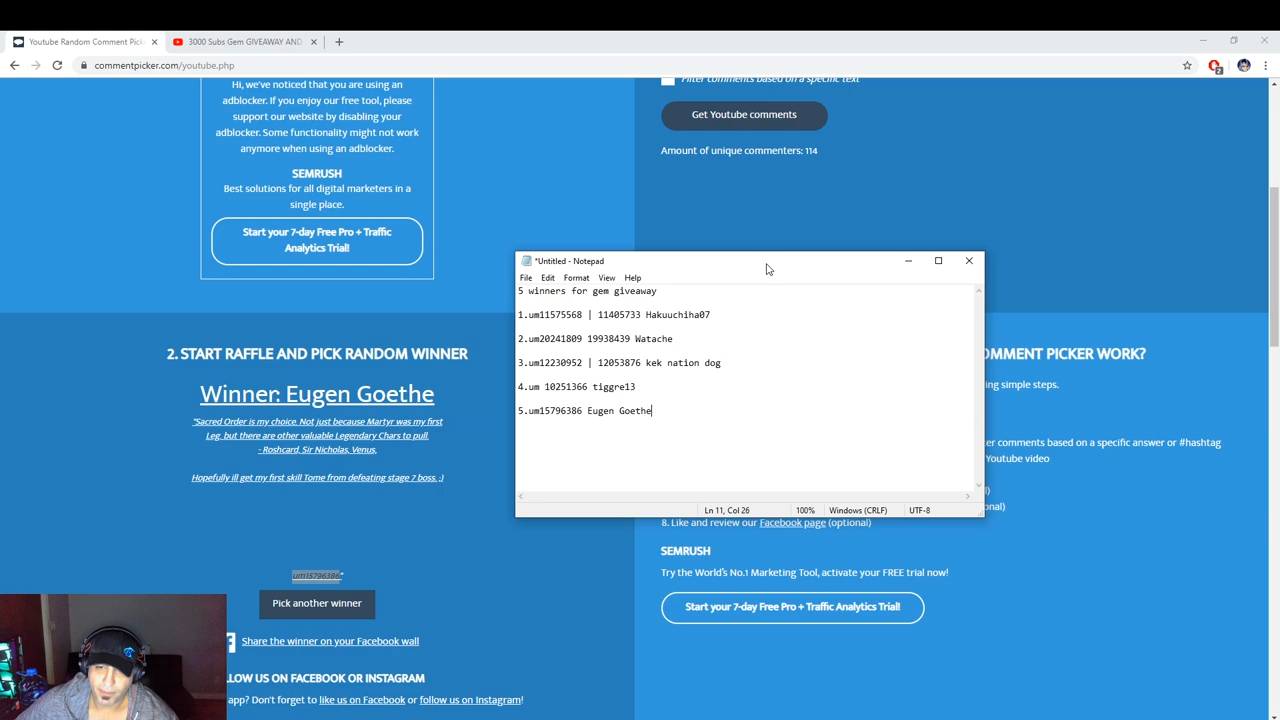 Youtube Random Comment Pick
3000 Subs Gem GIVEAWAY AND
commentpicker.com/youtube.php
2
Hi, we've noticed that you are using an
adblocker. If you enjoy our free tool, please
support our website by disabling your
adblocker. Some functionality might not work
anymore when using an adblocker.
SEMRUSH
Best solutions for all digital marketers in a
single place.
Start your 7-day Free Pro + Traffic
Analytics Trial!
Filter comments based on a specific text
Get Youtube comments
Amount of unique commenters: 114
*Untitled - Notepad
File Edit Format View Help
5 winners for gem giveaway
1.um11575568 | 11405733 Hakuuchiha07
2.um20241809 19938439 Watache
3.um12230952 | 12053876 kek nation dog
4.um 10251366 tiggre13
5.um15796386 Eugen Goethe
Ln 11, Col 26 100% Windows (CRLF) UTF-8
2. START RAFFLE AND PICK RANDOM WINNER
Winner: Eugen Goethe
"Sacred Order is my choice. Not just because Martyr was my first
Leg, but there are other valuable Legendary Chars to pull.
- Roshcard, Sir Nicholas, Venus,
Hopefully ill get my first skill Tome from defeating stage 7 boss. ;)
um15796386"
Pick another winner
Share the winner on your Facebook wall
LLOW US ON FACEBOOK OR INSTAGRAM
app? Don't forget to like us on Facebook or follow us on Instagram!
COMMENT PICKER WORK?
ing simple steps.
ter comments based on a specific answer or #hashtag
Youtube video
onal)
8. Like and review our Facebook page (optional)
SEMRUSH
Try the World's No.1 Marketing Tool, activate your FREE trial now!
Start your 7-day Free Pro + Traffic Analytics Trial!